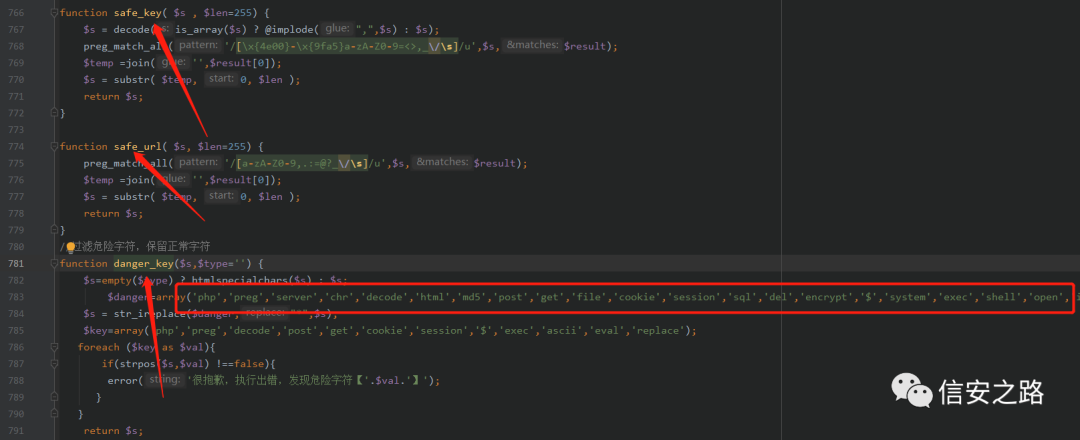 766 function safe_key( $s , $len=255) {
767 $s = decode( is_array($s) ? @implode( glue: ",",$s) : $s);
768 preg_match_all( pattern: '/[\x{4e00}-\x{9fa5}a-zA-Z0-9=<>,_\/\s]/u',$s, &matches: $result);
769 $temp =join( glue: '',$result[0]);
770 $s = substr( $temp, start: 0, $len );
771 return $s;
772 }
773
774 function safe_url( $s, $len=255) {
775 preg_match_all( pattern: '/[a-zA-Z0-9,.:=@?_\/\s]/u',$s, &matches: $result);
776 $temp =join( glue: '',$result[0]);
777 $s = substr( $temp, start: 0, $len );
778 return $s;
779 }
780 /过滤危险字符，保留正常字符
781 function danger_key($s,$type='') {
782 $s=empty($type) ? htmlspecialchars($s) : $s;
783 $danger=array('php','preg','server','chr','decode','html','md5','post','get','file','cookie','session','sql','del','encrypt','$','system','exec','shell','open',
784 $s = str_ireplace($danger, $s);
785 $key=array('php','preg','decode','post','get','cookie','session','$','exec','ascii','eval','replace');
786 foreach ($key as $val){
787 if(strpos($s,$val) !==false){
788 error( string: '很抱歉，执行出错，发现危险字符【'.$val.'】');
789 }
790 }
791 return $s;
信安之路